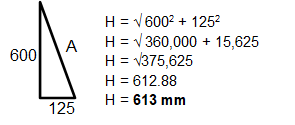 600
A
125
H = √ 600² + 125²
H = √ 360,000 + 15,625
H = √375,625
H = 612.88
H = 613 mm